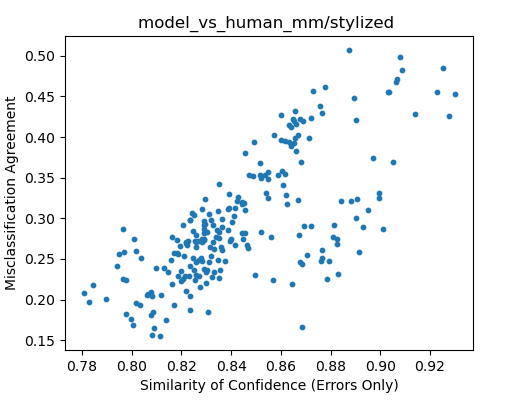 model_vs_human_mm/stylized
Misclassification Agreement
0.50
0.45
0.40
0.35
0.30
0.25
0.20
0.15
0.78 0.80 0.82 0.84 0.86 0.88 0.90 0.92
Similarity of Confidence (Errors Only)